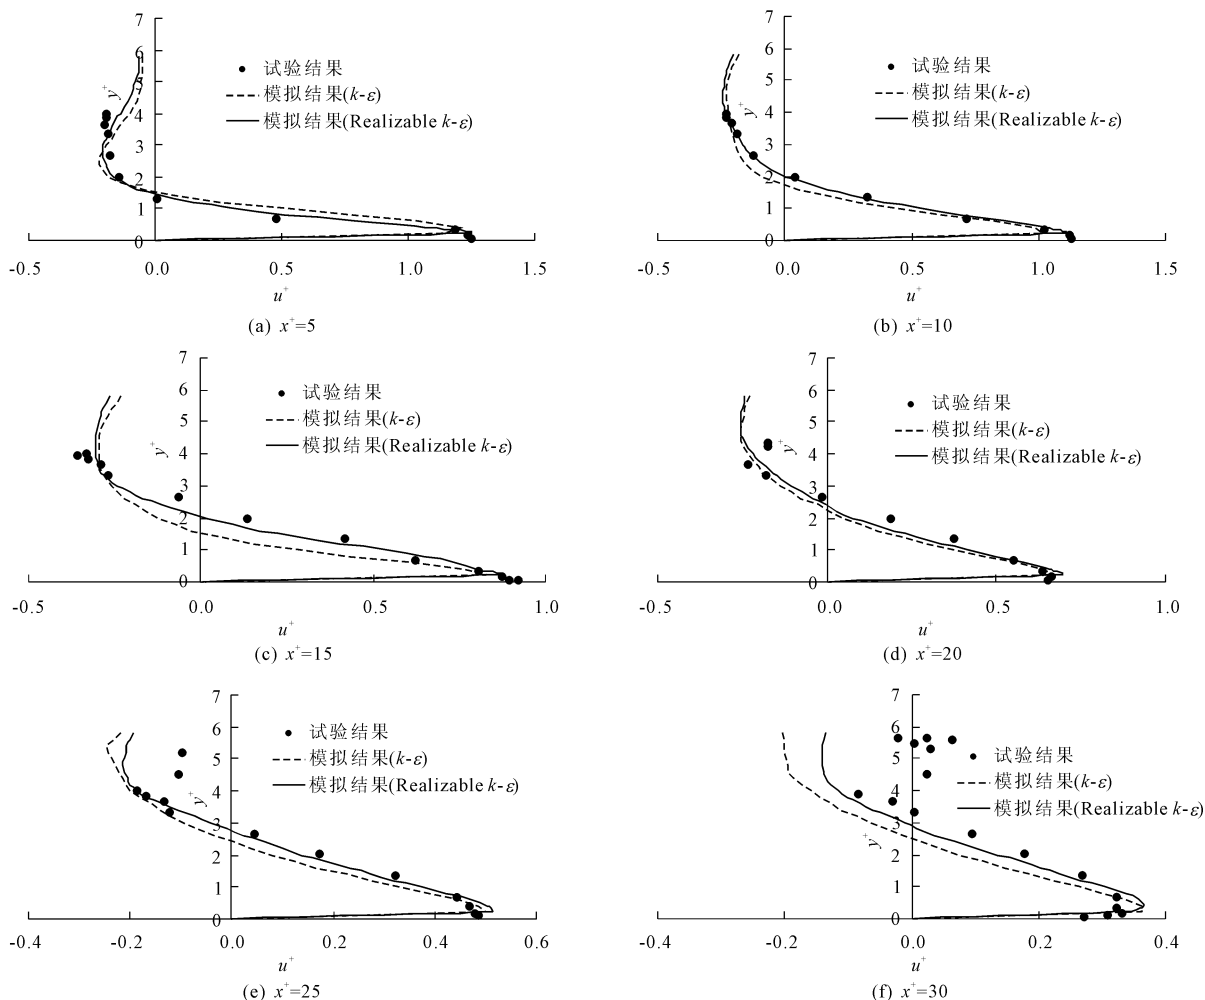 7
6
5
4
3
2
1
0
y⁺
试验结果
模拟结果(k-ε)
模拟结果(Realizable k-ε)
-0.5 0.0 0.5 1.0 1.5
u⁺
(a) x⁺=5
7
6
5
4
3
2
1
0
y⁺
试验结果
模拟结果(k-ε)
模拟结果(Realizable k-ε)
-0.5 0.0 0.5 1.0 1.5
u⁺
(b) x⁺=10
7
6
5
4
3
2
1
0
y⁺
试验结果
模拟结果(k-ε)
模拟结果(Realizable k-ε)
-0.5 0.0 0.5 1.0
u⁺
(c) x⁺=15
7
6
5
4
3
2
1
0
y⁺
试验结果
模拟结果(k-ε)
模拟结果(Realizable k-ε)
-0.5 0.0 0.5 1.0
u⁺
(d) x⁺=20
7
6
5
4
3
2
1
0
y⁺
试验结果
模拟结果(k-ε)
模拟结果(Realizable k-ε)
-0.4 -0.2 0.0 0.2 0.4 0.6
u⁺
(e) x⁺=25
7
6
5
4
3
2
1
0
y⁺
试验结果
模拟结果(k-ε)
模拟结果(Realizable k-ε)
-0.4 -0.2 0.0 0.2 0.4
u⁺
(f) x⁺=30